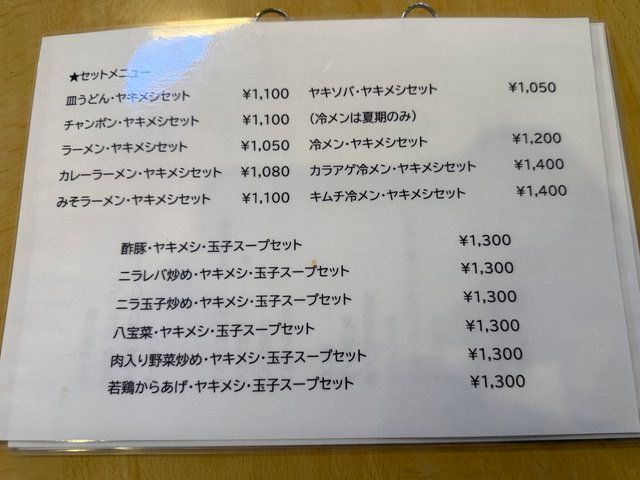 ★セットメニュー
皿うどん・ヤキメシセット ¥1,100
チャンポン・ヤキメシセット ¥1,100
ラーメン・ヤキメシセット ¥1,050
カレーラーメン・ヤキメシセット ¥1,080
みそラーメン・ヤキメシセット ¥1,100
ヤキソバ・ヤキメシセット ¥1,050
(冷メンは夏期のみ)
冷メン・ヤキメシセット ¥1,200
カラアゲ冷メン・ヤキメシセット ¥1,400
キムチ冷メン・ヤキメシセット ¥1,400
酢豚・ヤキメシ・玉子スープセット ¥1,300
ニラレバ炒め・ヤキメシ・玉子スープセット ¥1,300
ニラ玉子炒め・ヤキメシ・玉子スープセット ¥1,300
八宝菜・ヤキメシ・玉子スープセット ¥1,300
肉入り野菜炒め・ヤキメシ・玉子スープセット ¥1,300
若鶏からあげ・ヤキメシ・玉子スープセット ¥1,300